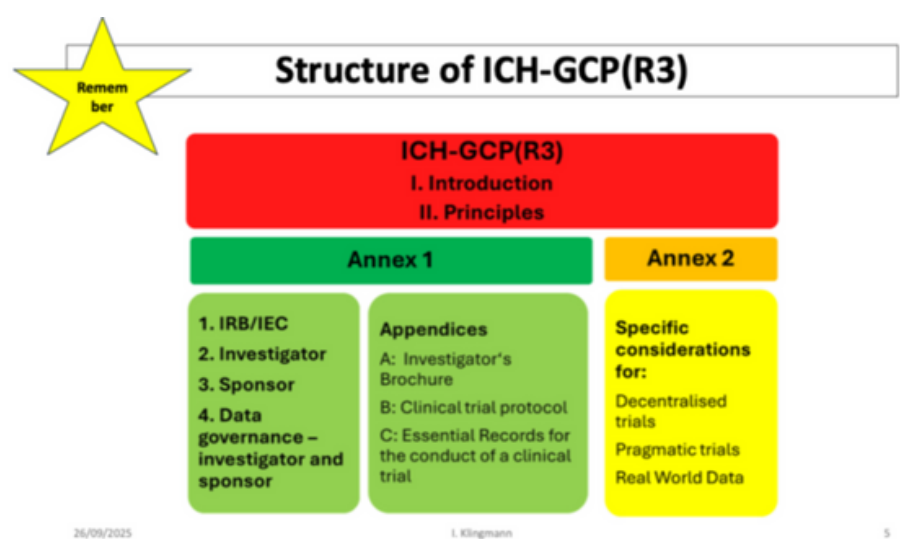 Remem
ber
Structure of ICH-GCP(R3)
ICH-GCP(R3)
I. Introduction
II. Principles
Annex 1
Annex 2
1. IRB/IEC
2. Investigator
3. Sponsor
4. Data
governance –
investigator and
sponsor
Appendices
A: Investigator's
Brochure
B: Clinical trial protocol
C: Essential Records for
the conduct of a clinical
trial
Specific
considerations
for:
Decentralised
trials
Pragmatic trials
Real World Data
26/09/2025
I. Klingmann
5